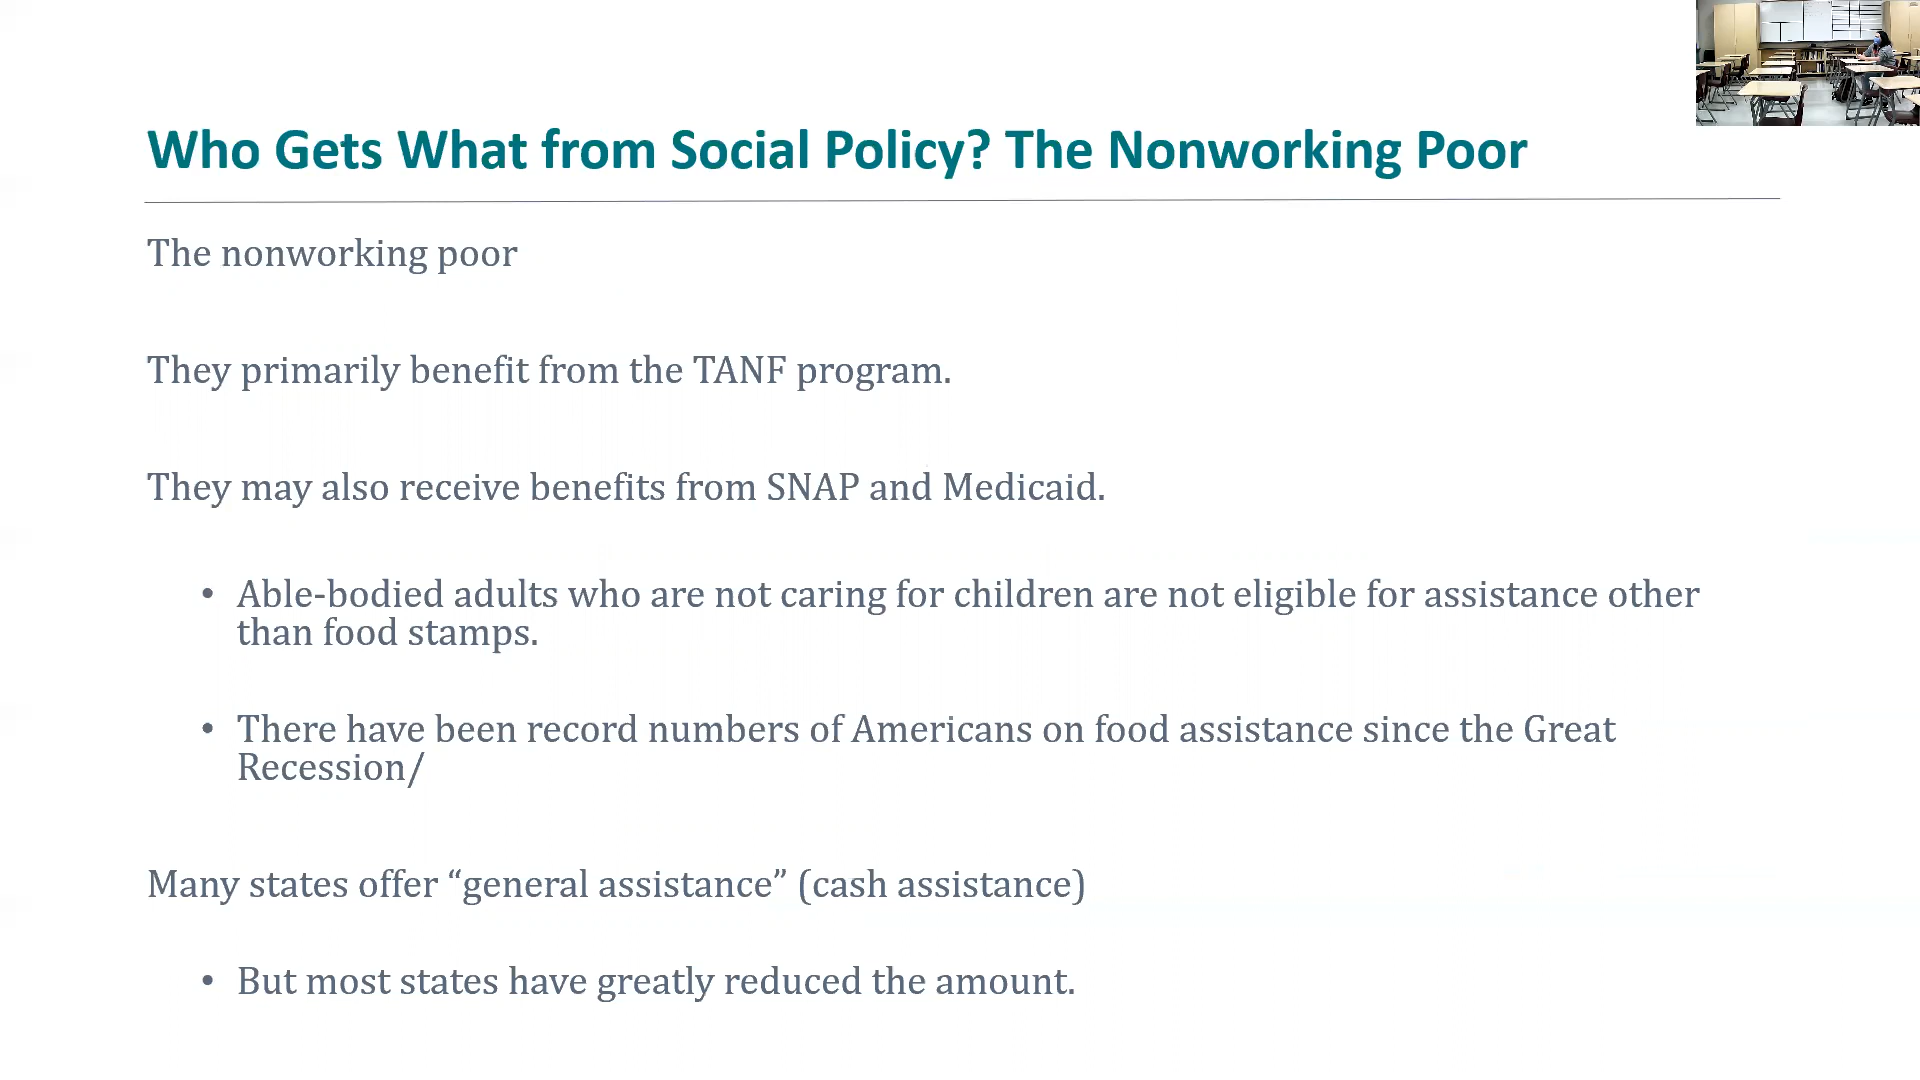 Who Gets What from Social Policy? The Nonworking Poor
The nonworking poor
They primarily benefit from the TANF program.
They may also receive benefits from SNAP and Medicaid.
• Able-bodied adults who are not caring for children are not eligible for assistance other
than food stamps.
• There have been record numbers of Americans on food assistance since the Great
Recession/
Many states offer “general assistance” (cash assistance)
• But most states have greatly reduced the amount.